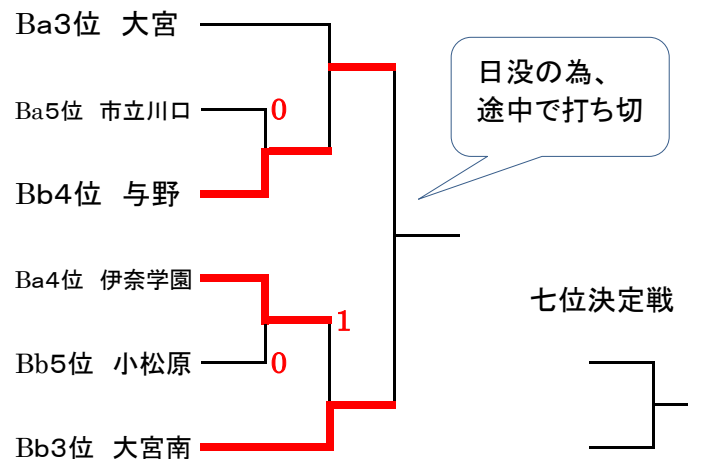 Ba3位 大宮
日没の為、
途中で打ち切
Ba5位 市立川口
0
Bb4位 与野
Ba4位 伊奈学園
七位決定戦
1
Bb5位 小松原
0
Bb3位 大宮南